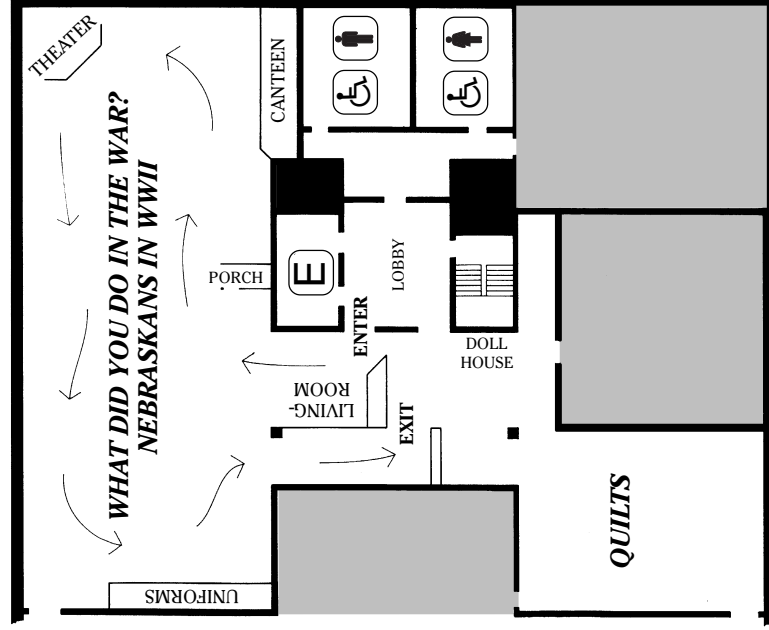 THEATER
CANTEEN
WHAT DID YOU DO IN THE WAR?
NEBRASKANS IN WWII
PORCH
E
LOBBY
ENTER
DOLL
HOUSE
LIVING-
ROOM
EXIT
QUILTS
UNIFORMS